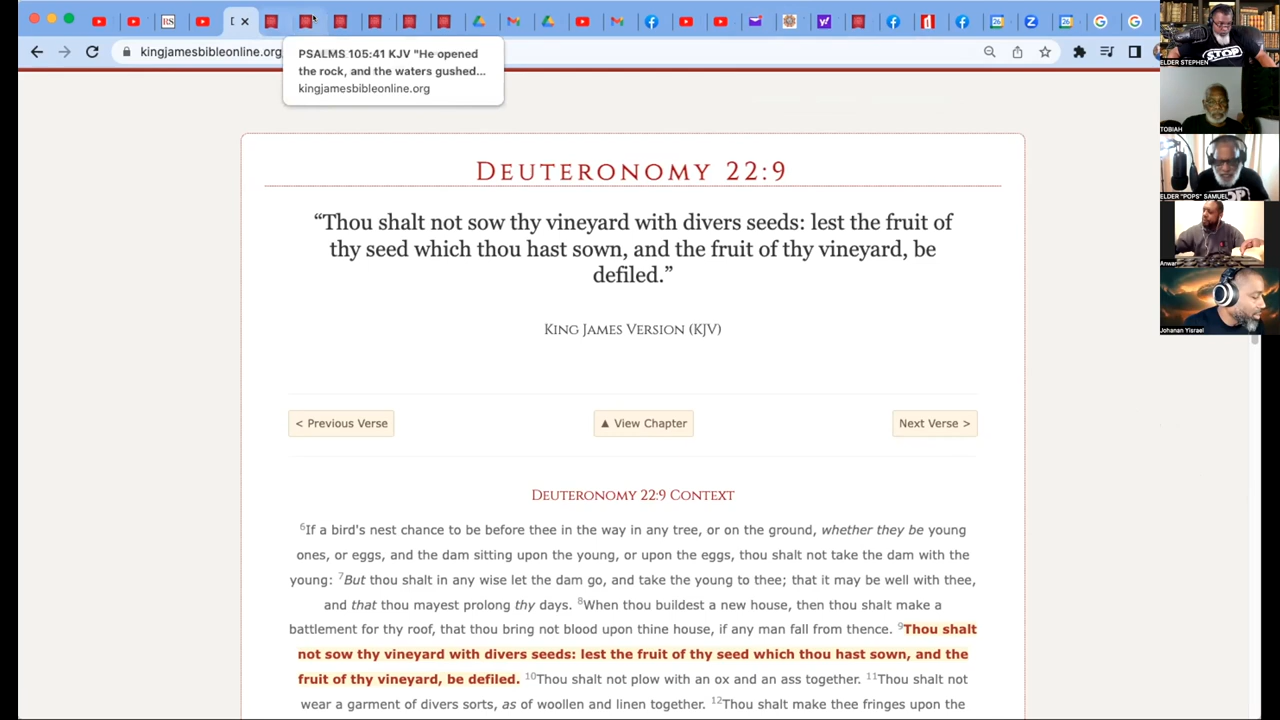 kingjamesbibleonline.org
PSALMS 105:41 KJV "He opened
the rock, and the waters gushed...
kingjamesbibleonline.org
DEUTERONOMY 22:9
“Thou shalt not sow thy vineyard with divers seeds: lest the fruit of
thy seed which thou hast sown, and the fruit of thy vineyard, be
defiled.”
KING JAMES VERSION (KJV)
< Previous Verse
▲ View Chapter
Next Verse >
DEUTERONOMY 22:9 CONTEXT
6If a bird's nest chance to be before thee in the way in any tree, or on the ground, whether they be young
ones, or eggs, and the dam sitting upon the young, or upon the eggs, thou shalt not take the dam with the
young: 7But thou shalt in any wise let the dam go, and take the young to thee; that it may be well with thee,
and that thou mayest prolong thy days. 8When thou buildest a new house, then thou shalt make a
battlement for thy roof, that thou bring not blood upon thine house, if any man fall from thence. 9Thou shalt
not sow thy vineyard with divers seeds: lest the fruit of thy seed which thou hast sown, and the
fruit of thy vineyard, be defiled. 10Thou shalt not plow with an ox and an ass together. 11Thou shalt not
wear a garment of divers sorts, as of woollen and linen together. 12Thou shalt make thee fringes upon the
STOP
ELDER STEPHEN
TOBIAH
ELDER "POPS" SAMUEL
Anwar
Johanan Yisrael